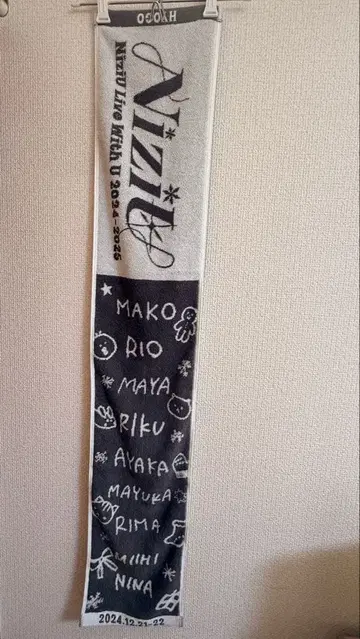 HYOGO
NiziU
NiziU Live With U 2024-2025
MAKO
RIO
MAYA
RIKU
AYAKA
MAYUKA
RIMA
MIIHI
NINA
2024.12.21-22